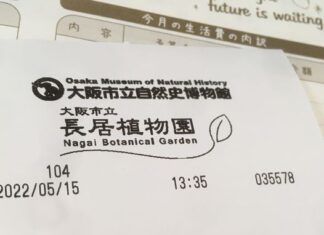 future is waiting
今月の生活費の内訳
内 容
Osaka Museum of Natural History
大阪市立自然史博物館
大阪市立
長居植物園
Nagai Botanical Garden
104
2022/05/15 13:35 035578